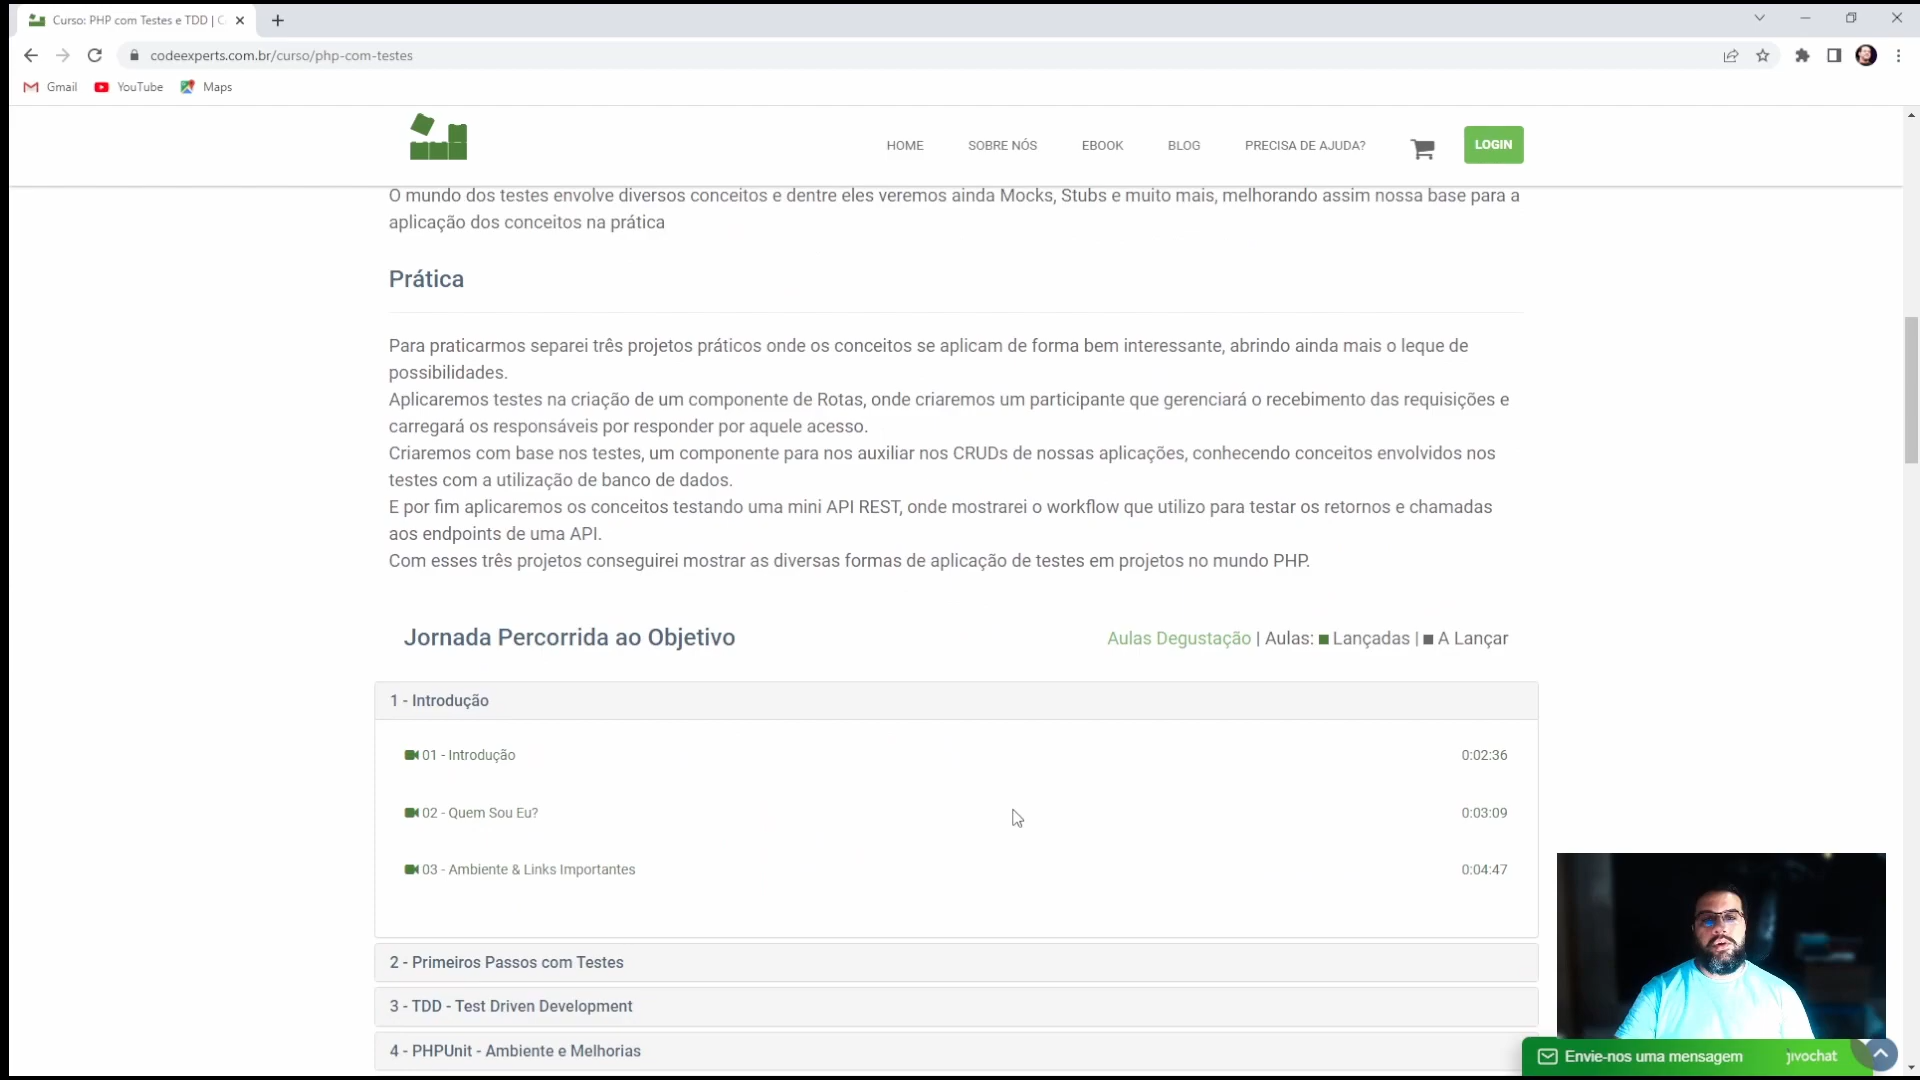 Curso: PHP com Testes e TDD | C
codeexperts.com.br/curso/php-com-testes
Gmail
YouTube
Maps
HOME
SOBRE NÓS
EBOOK
BLOG
PRECISA DE AJUDA?
LOGIN
O mundo dos testes envolve diversos conceitos e dentre eles veremos ainda Mocks, Stubs e muito mais, melhorando assim nossa base para a
aplicação dos conceitos na prática
Prática
Para praticarmos separei três projetos práticos onde os conceitos se aplicam de forma bem interessante, abrindo ainda mais o leque de
possibilidades.
Aplicaremos testes na criação de um componente de Rotas, onde criaremos um participante que gerenciará o recebimento das requisições e
carregará os responsáveis por responder por aquele acesso.
Criaremos com base nos testes, um componente para nos auxiliar nos CRUDs de nossas aplicações, conhecendo conceitos envolvidos nos
testes com a utilização de banco de dados.
E por fim aplicaremos os conceitos testando uma mini API REST, onde mostrarei o workflow que utilizo para testar os retornos e chamadas
aos endpoints de uma API.
Com esses três projetos conseguirei mostrar as diversas formas de aplicação de testes em projetos no mundo PHP.
Jornada Percorrida ao Objetivo
Aulas Degustação | Aulas: Lançadas | A Lançar
1 - Introdução
01 - Introdução
0:02:36
02 - Quem Sou Eu?
0:03:09
03 - Ambiente & Links Importantes
0:04:47
2 - Primeiros Passos com Testes
3 - TDD - Test Driven Development
4 - PHPUnit - Ambiente e Melhorias
Envie-nos uma mensagem
jivochat